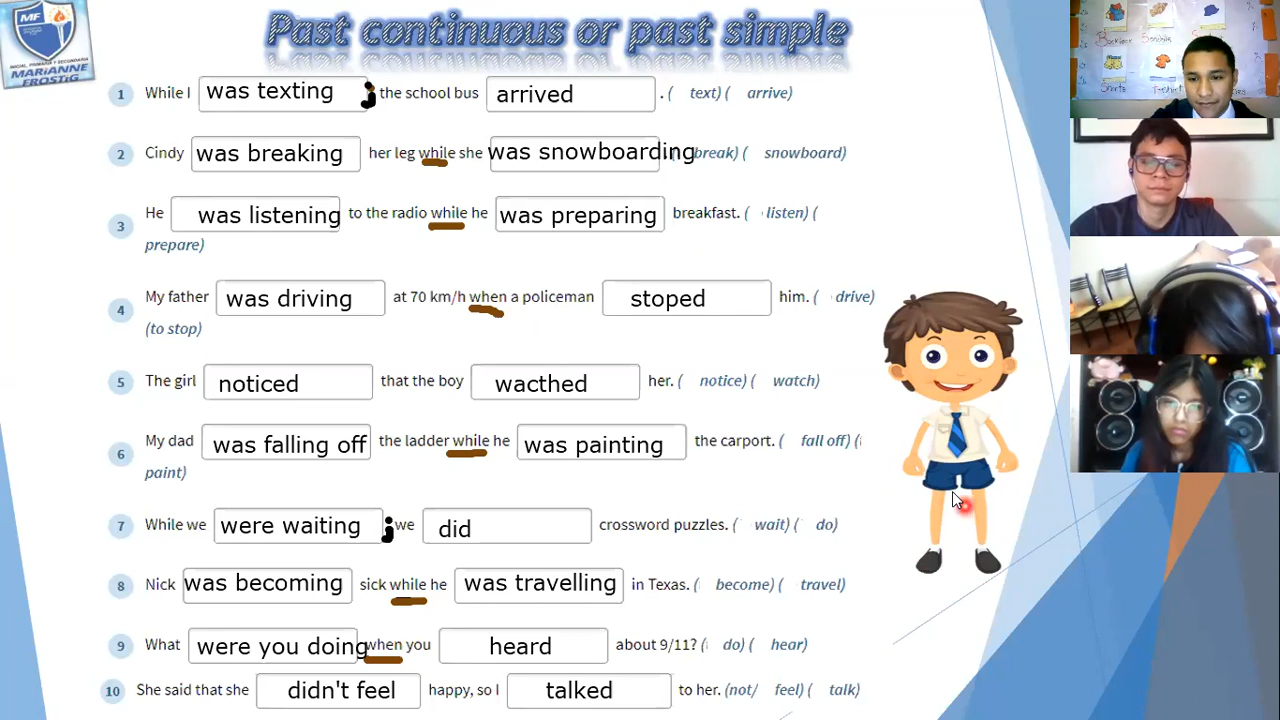 MF
INICIAL, PRIMARIA Y SECUNDARIA
MARIANNE
FROSTIG
Past continuous or past simple
1 While I was texting , the school bus arrived . ( text) ( arrive)
2 Cindy was breaking her leg while she was snowboarding break) ( snowboard)
3 He was listening to the radio while he was preparing breakfast. ( listen) (
prepare)
4 My father was driving at 70 km/h when a policeman stoped him. ( drive)
(to stop)
5 The girl noticed that the boy wacthed her. ( notice) ( watch)
6 My dad was falling off the ladder while he was painting the carport. ( fall off) (
paint)
7 While we were waiting , we did crossword puzzles. ( wait) ( do)
8 Nick was becoming sick while he was travelling in Texas. ( become) ( travel)
9 What were you doing when you heard about 9/11? ( do) ( hear)
10 She said that she didn't feel happy, so I talked to her. (not/ feel) ( talk)